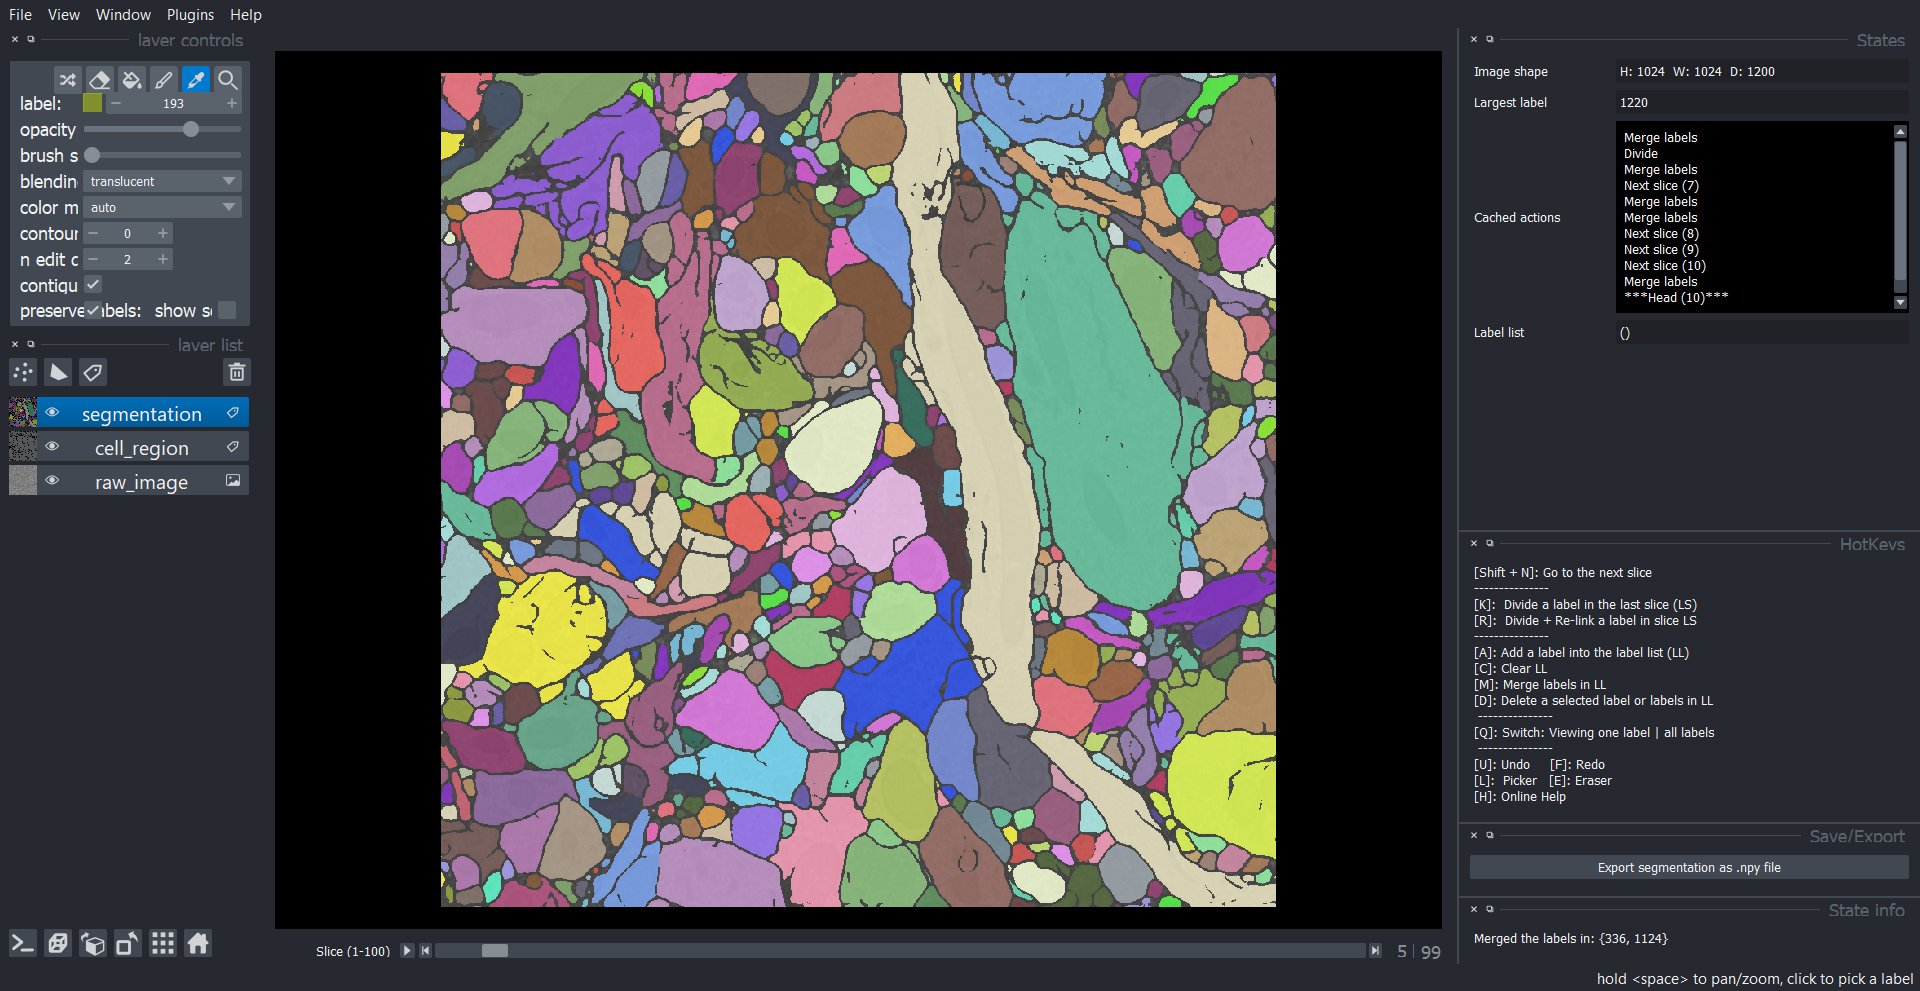 File View Window Plugins Help
layer controls
label: 193
opacity
brush s
blendin translucent
color m auto
contour 0
n edit c 2
contigu
preserve abels: show se
layer list
segmentation
cell_region
raw_image
Slice (1-100) 5 | 99
States
Image shape H: 1024 W: 1024 D: 1200
Largest label 1220
Cached actions
Merge labels
Divide
Merge labels
Next slice (7)
Merge labels
Merge labels
Next slice (8)
Next slice (9)
Next slice (10)
Merge labels
***Head (10)***
Label list ()
HotKeys
[Shift + N]: Go to the next slice
---------------
[K]: Divide a label in the last slice (LS)
[R]: Divide + Re-link a label in slice LS
---------------
[A]: Add a label into the label list (LL)
[C]: Clear LL
[M]: Merge labels in LL
[D]: Delete a selected label or labels in LL
---------------
[Q]: Switch: Viewing one label | all labels
---------------
[U]: Undo [F]: Redo
[L]: Picker [E]: Eraser
[H]: Online Help
Save/Export
Export segmentation as .npy file
State info
Merged the labels in: {336, 1124}
hold <space> to pan/zoom, click to pick a label